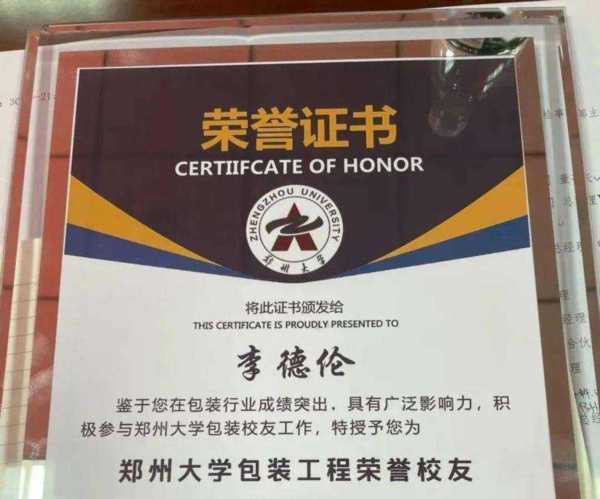 荣誉证书
CERTIIFCATE OF HONOR
ZHENGZHOU UNIVERSITY
郑州大学
将此证书颁发给
THIS CERTIFICATE IS PROUDLY PRESENTED TO
李德伦
鉴于您在包装行业成绩突出，具有广泛影响力，积
极参与郑州大学包装校友工作，特授予您为
郑州大学包装工程荣誉校友